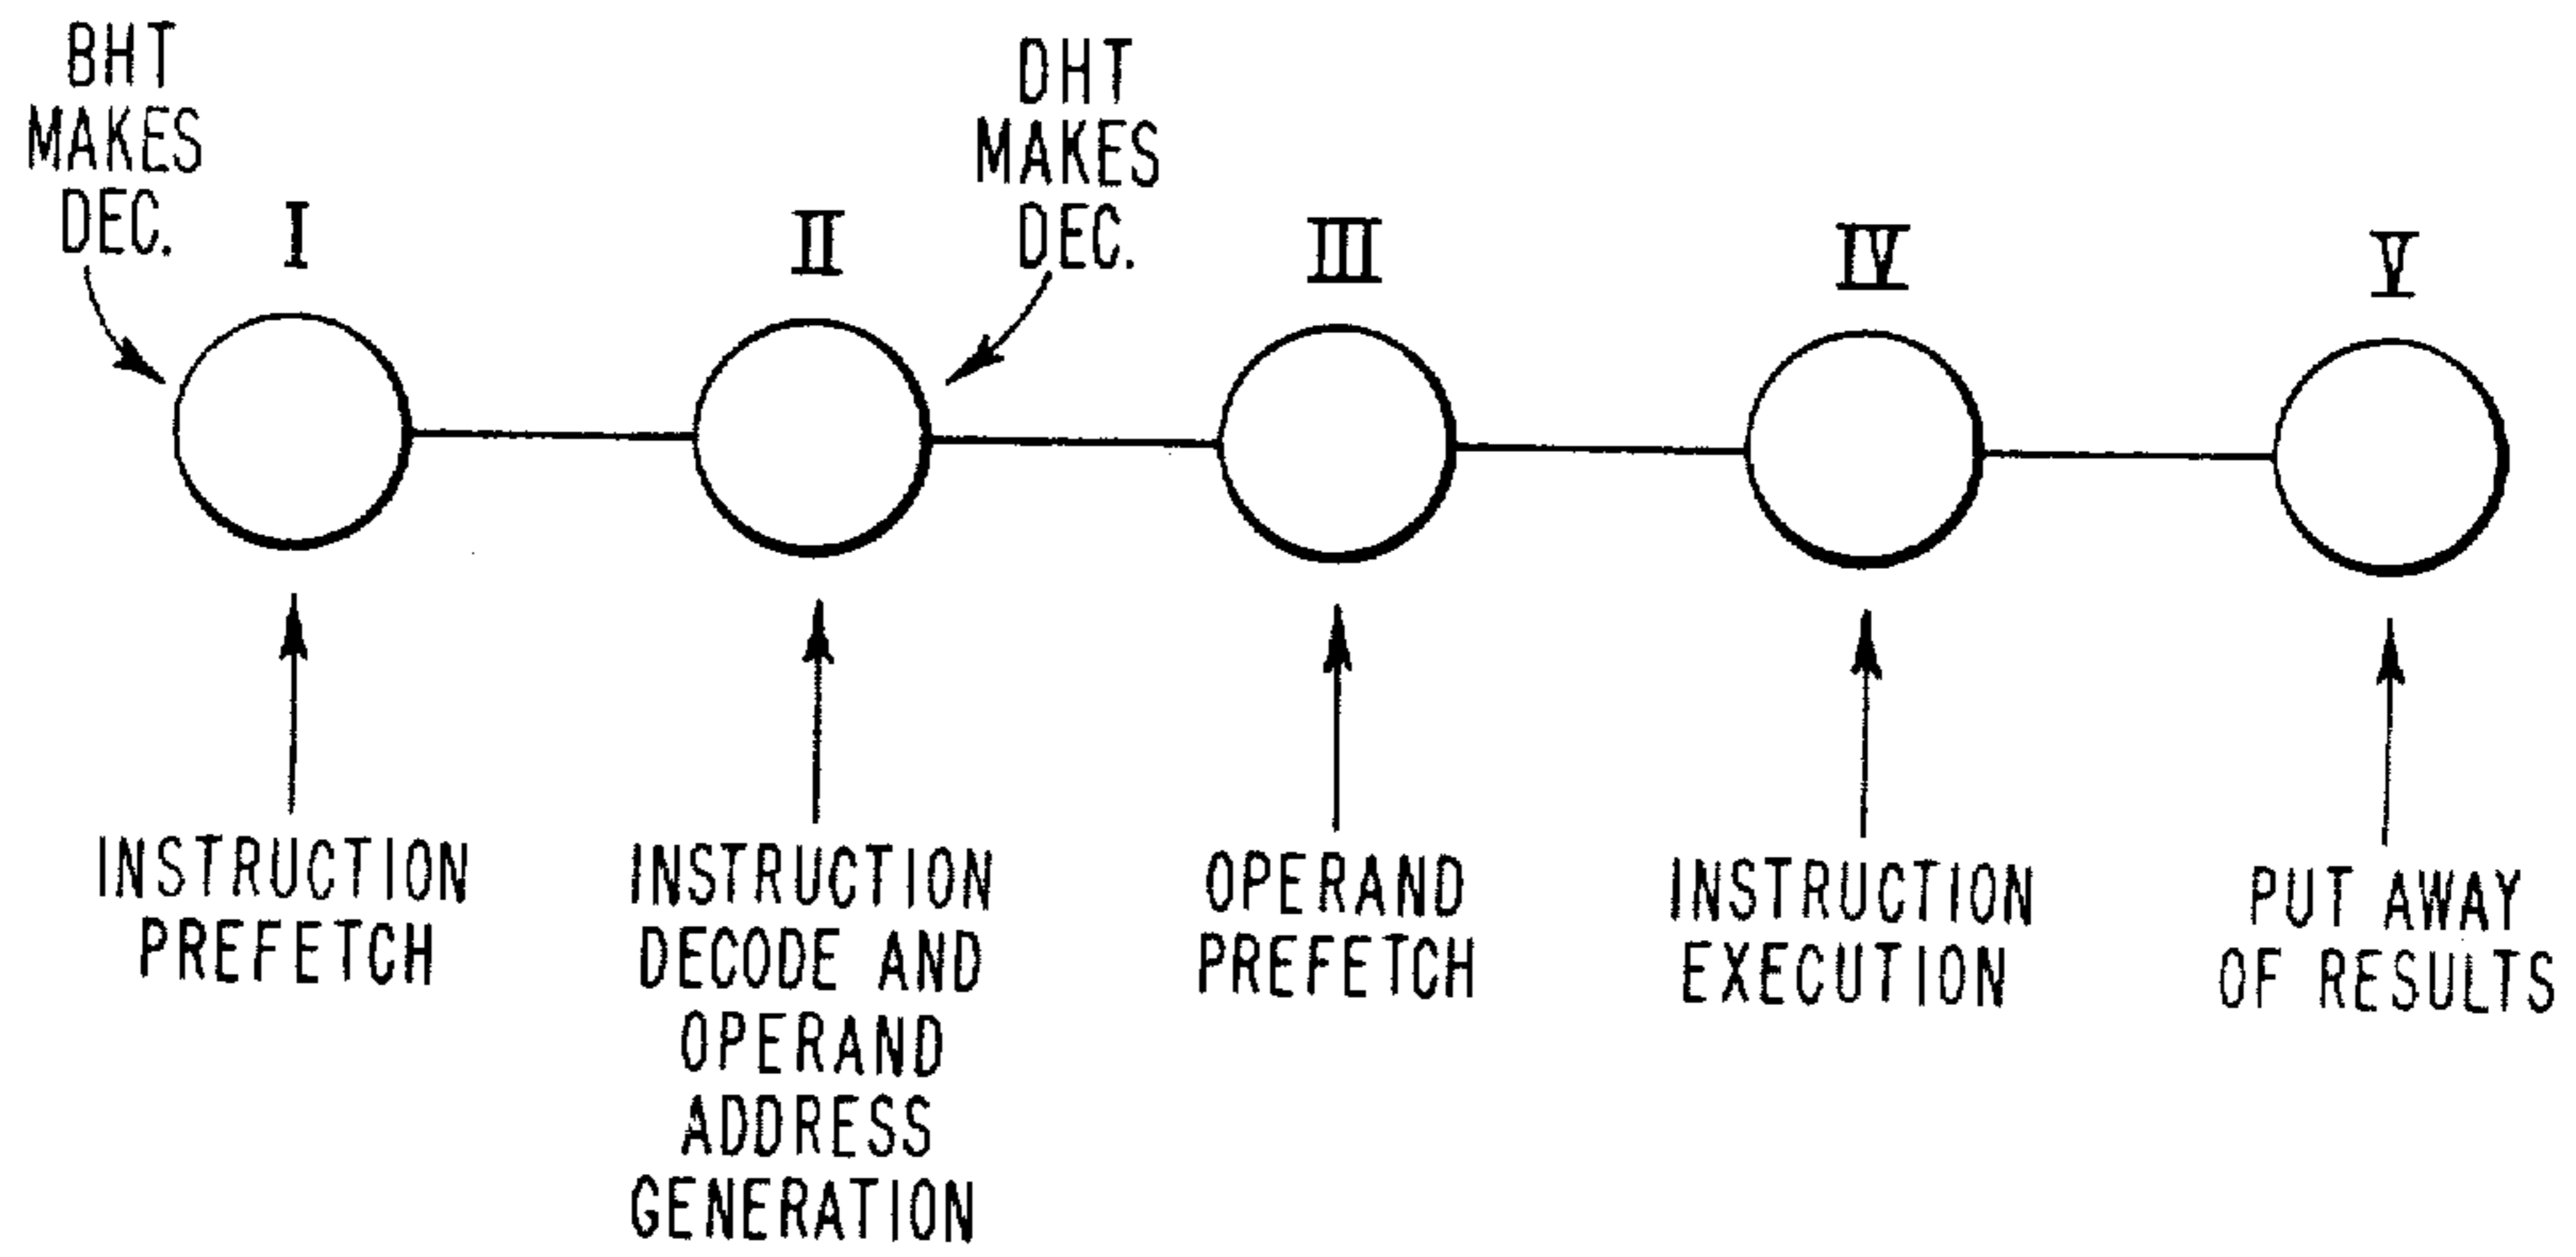 BHT
MAKES
DEC.
I
II
DHT
MAKES
DEC.
III
IV
V
INSTRUCTION
PREFETCH
INSTRUCTION
DECODE AND
OPERAND
ADDRESS
GENERATION
OPERAND
PREFETCH
INSTRUCTION
EXECUTION
PUT AWAY
OF RESULTS